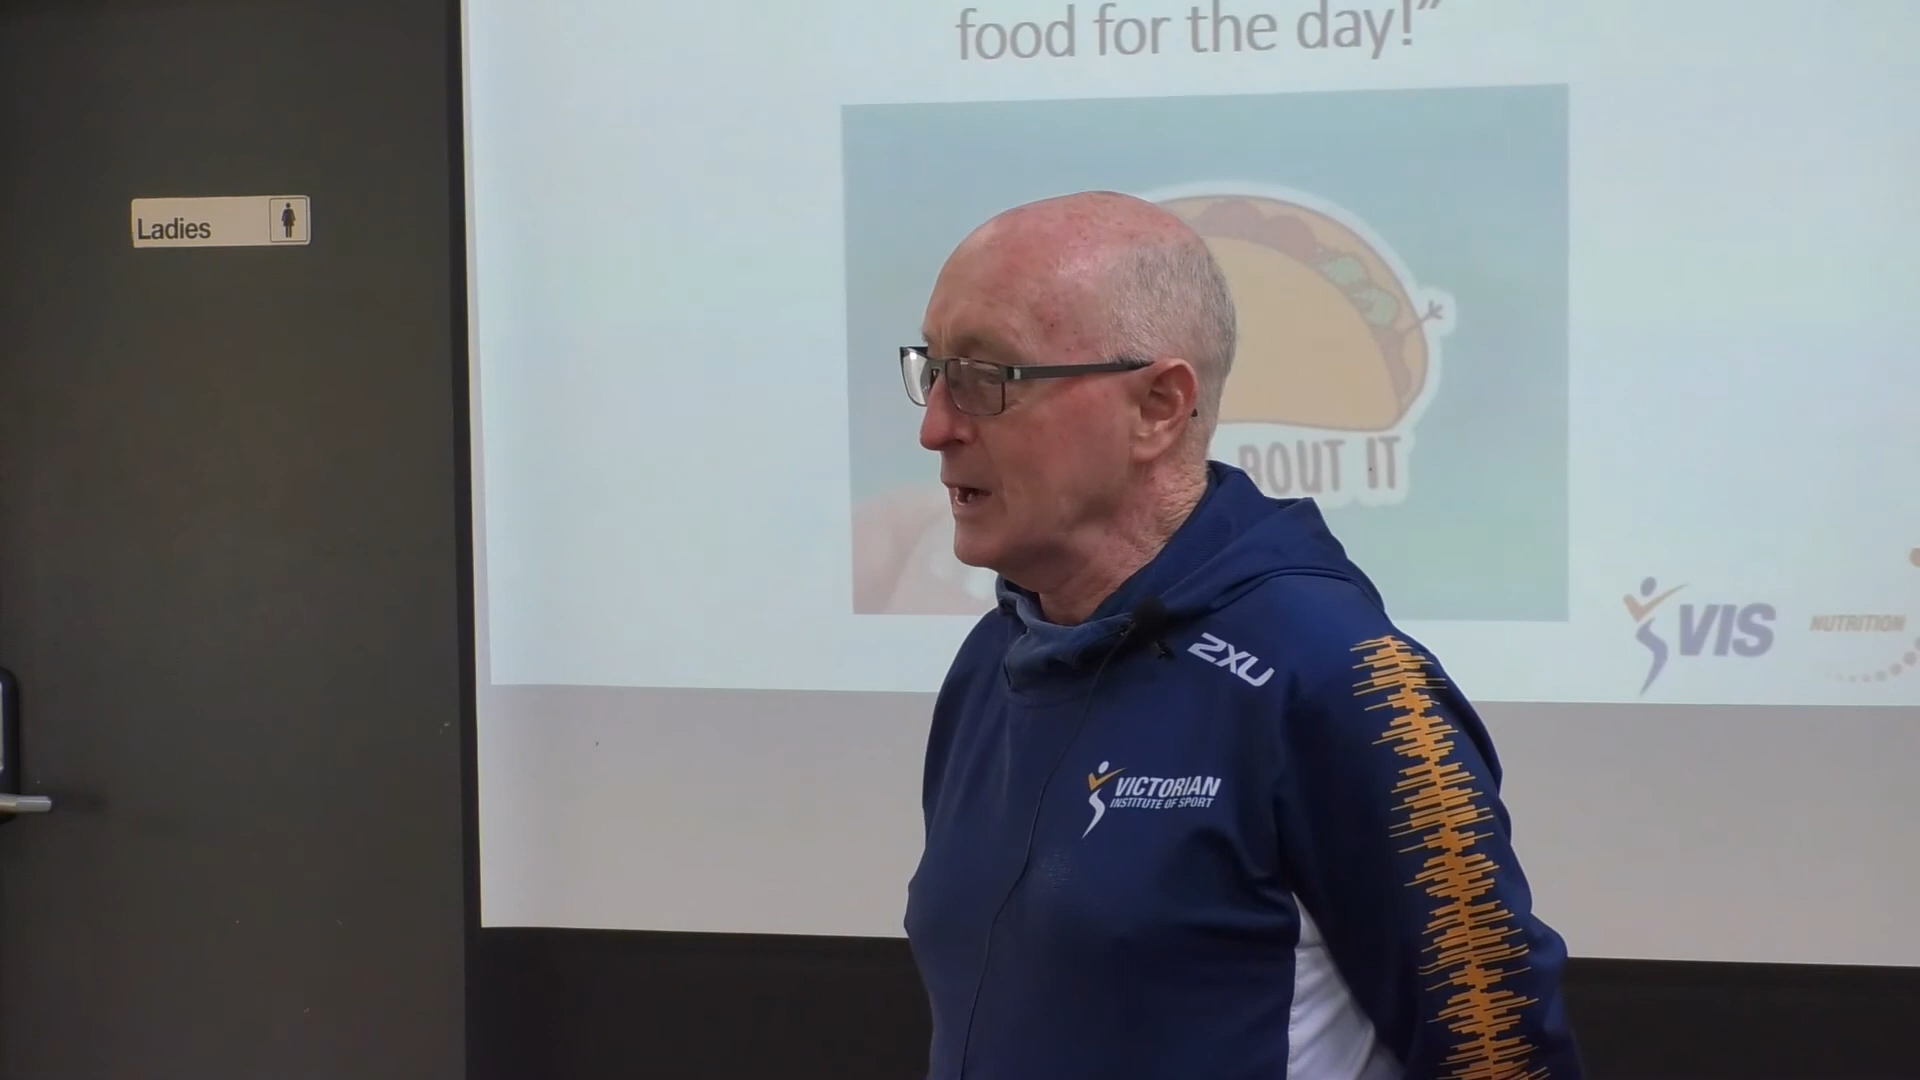 food for the day!"
Ladies
BOUT IT
VIS
NUTRITION
2XU
VICTORIAN
INSTITUTE OF SPORT